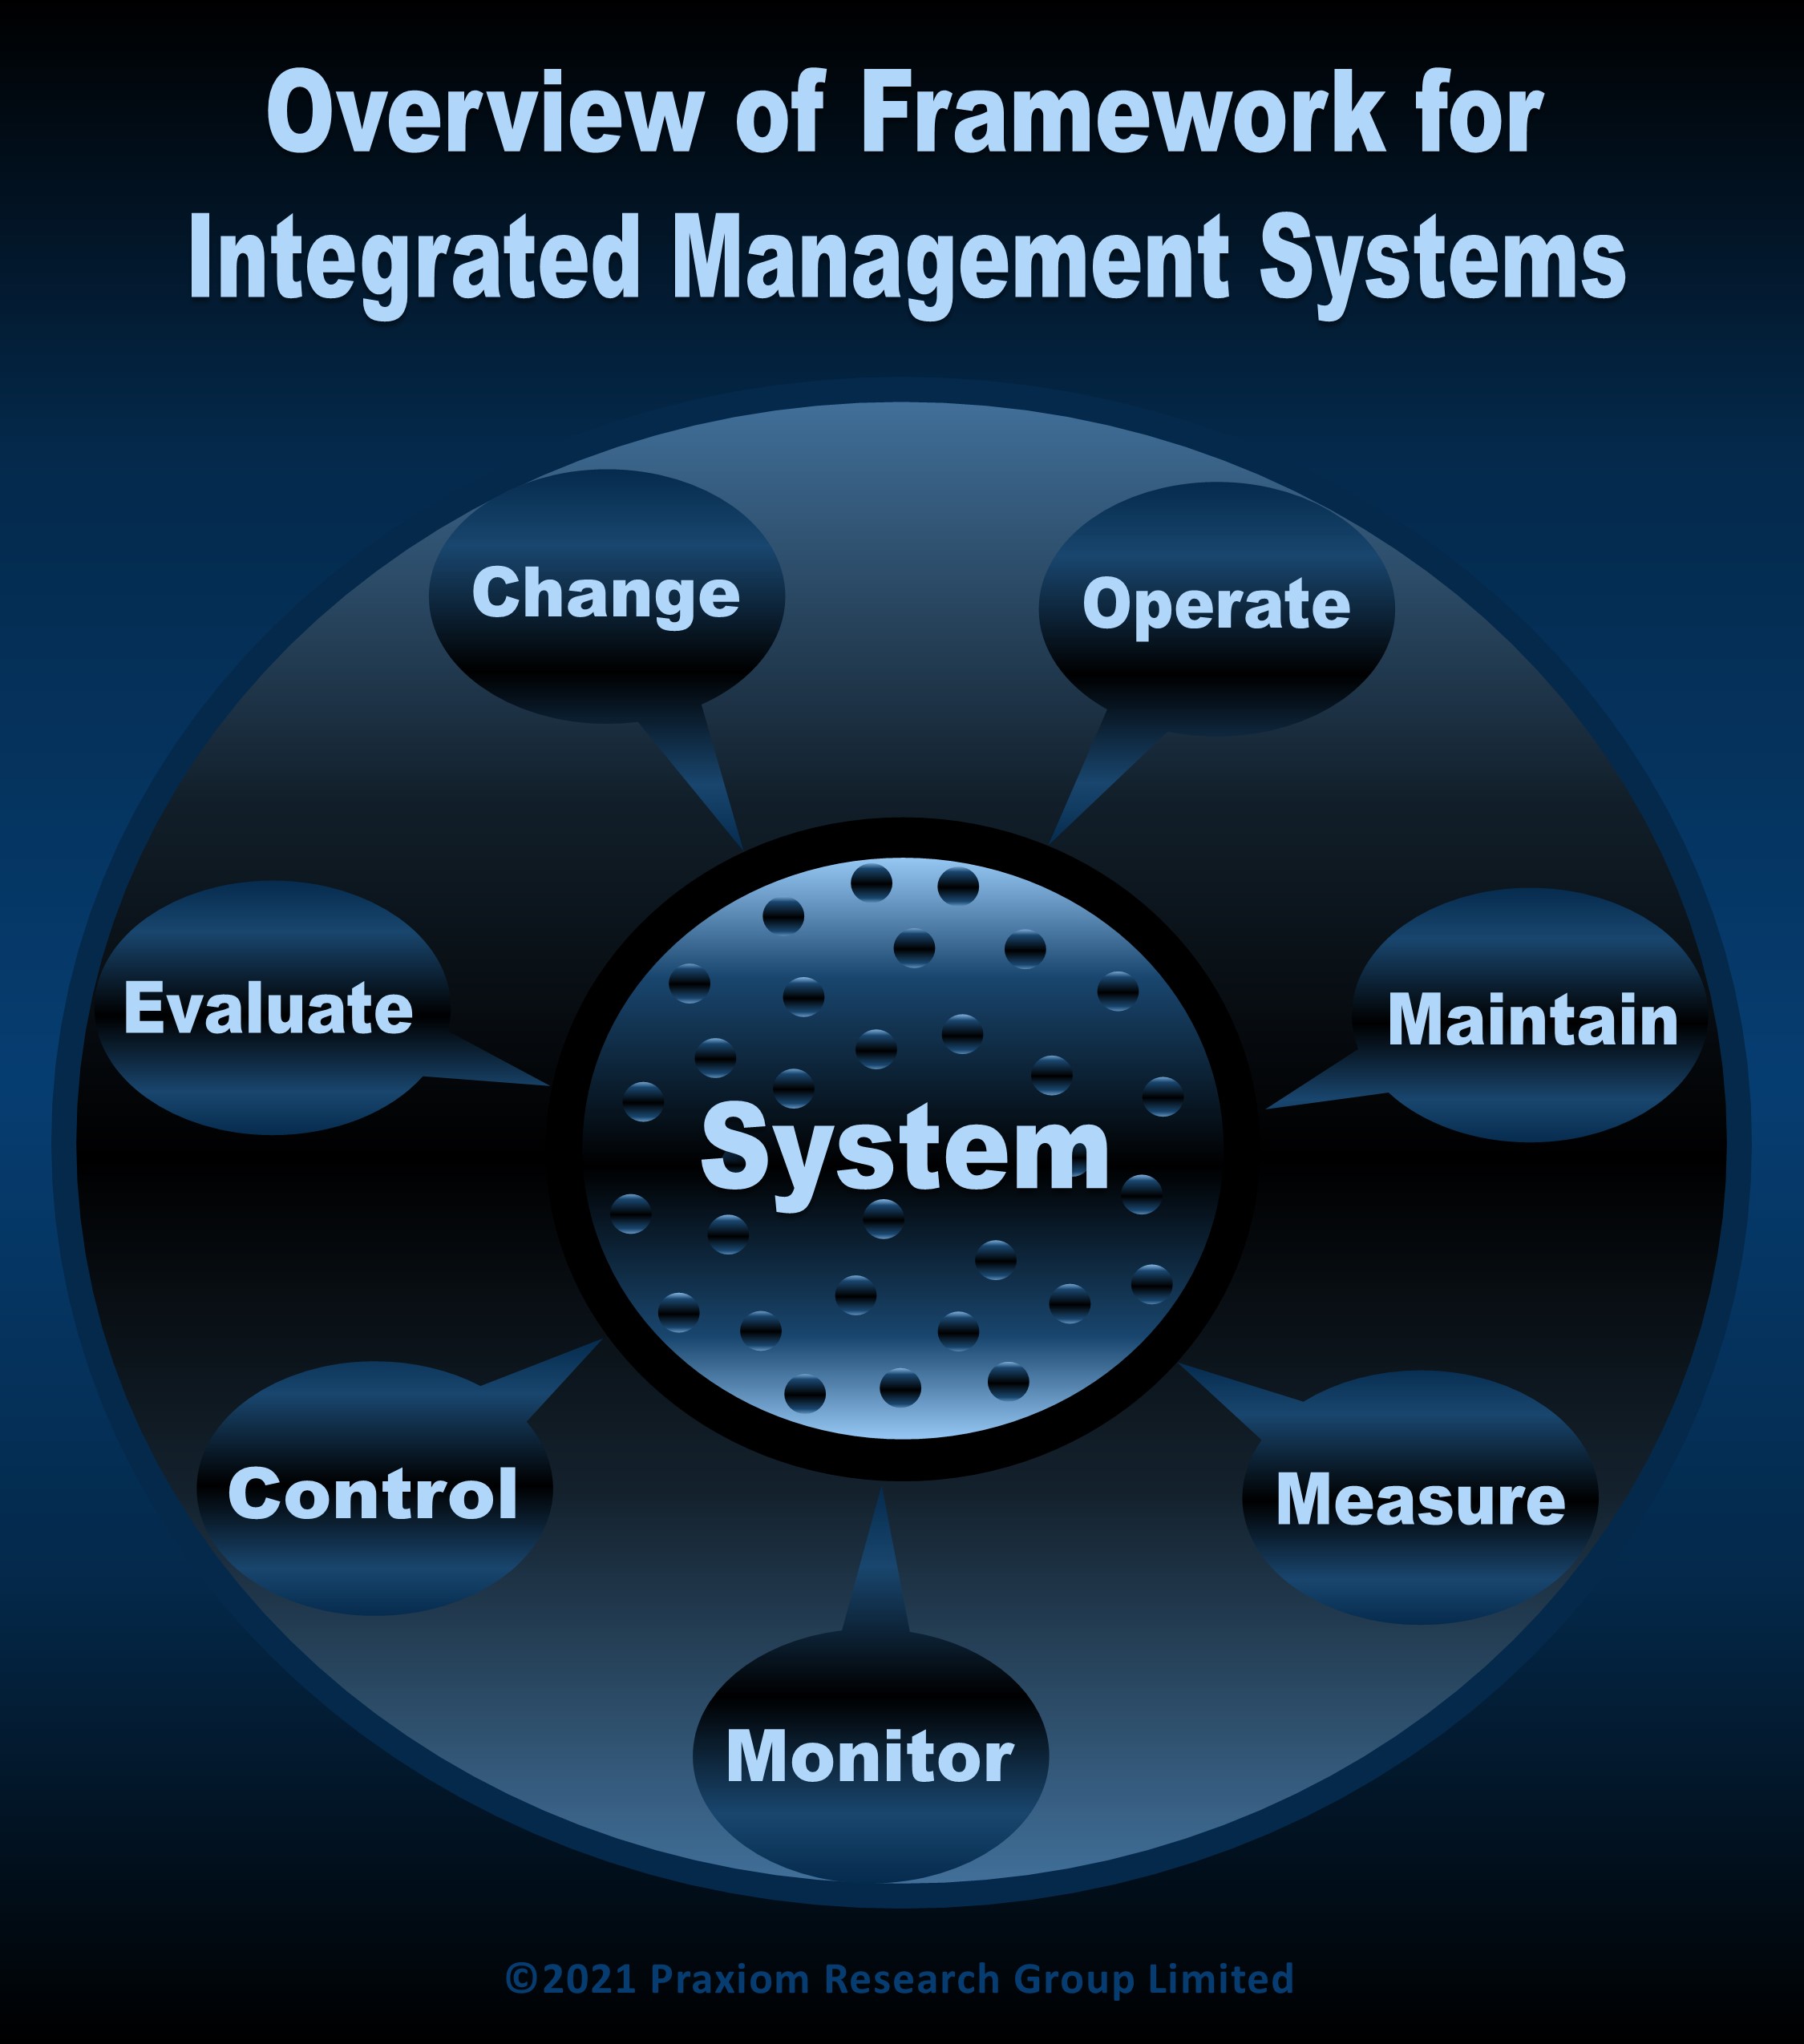 Overview of Framework for
Integrated Management Systems
Change
Operate
Evaluate
Maintain
System
Control
Measure
Monitor
©2021 Praxiom Research Group Limited